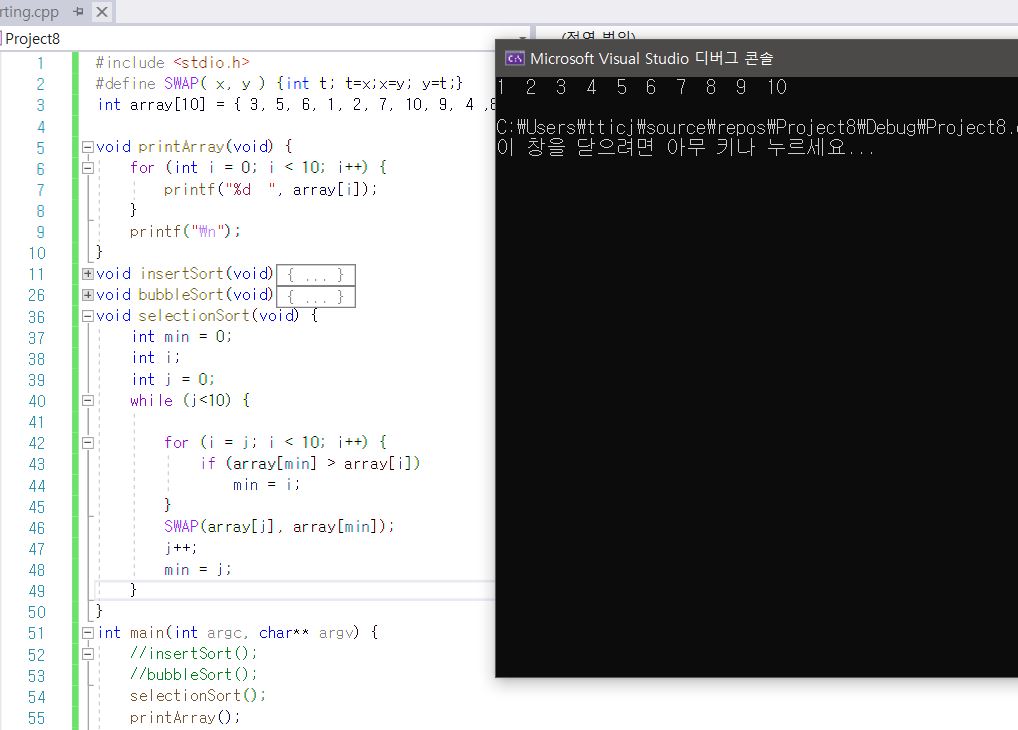 rting.cpp
Project8
(전역 범위)
Microsoft Visual Studio 디버그 콘솔
1 #include <stdio.h>
2 #define SWAP( x, y ) {int t; t=x;x=y; y=t;}
3 int array[10] = { 3, 5, 6, 1, 2, 7, 10, 9, 4 ,8
4
5 void printArray(void) {
6 for (int i = 0; i < 10; i++) {
7 printf("%d  ", array[i]);
8 }
9 printf("₩n");
10 }
11 void insertSort(void) { ... }
26 void bubbleSort(void) { ... }
36 void selectionSort(void) {
37 int min = 0;
38 int i;
39 int j = 0;
40 while (j<10) {
41
42 for (i = j; i < 10; i++) {
43 if (array[min] > array[i])
44 min = i;
45 }
46 SWAP(array[j], array[min]);
47 j++;
48 min = j;
49 }
50 }
51 int main(int argc, char** argv) {
52 //insertSort();
53 //bubbleSort();
54 selectionSort();
55 printArray();
1  2  3  4  5  6  7  8  9  10
C:₩Users₩tticj₩source₩repos₩Project8₩Debug₩Project8.
이 창을 닫으려면 아무 키나 누르세요...